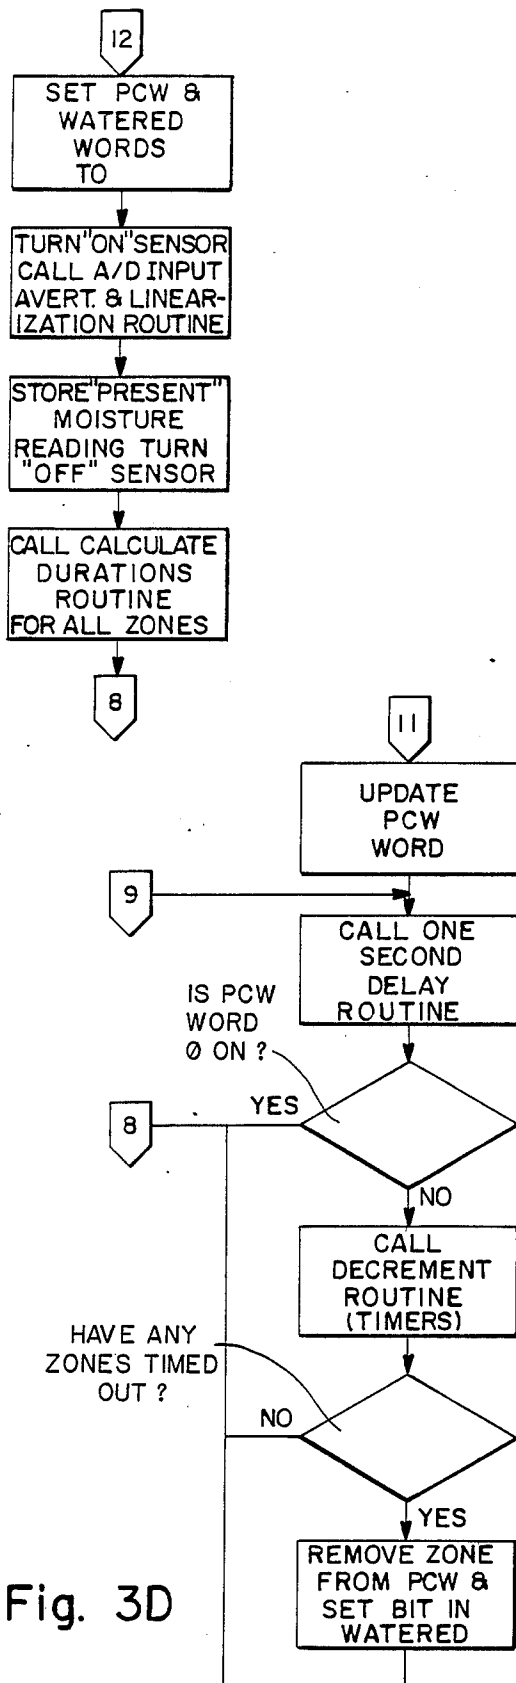 12
SET PCW &
WATERED
WORDS
TO
TURN "ON" SENSOR
CALL A/D INPUT
AVERT. & LINEAR-
IZATION ROUTINE
STORE "PRESENT"
MOISTURE
READING TURN
"OFF" SENSOR
CALL CALCULATE
DURATIONS
ROUTINE
FOR ALL ZONES
8
11
UPDATE
PCW
WORD
9
CALL ONE
SECOND
DELAY
ROUTINE
IS PCW
WORD
Ø ON ?
YES
8
NO
CALL
DECREMENT
ROUTINE
(TIMERS)
HAVE ANY
ZONES TIMED
OUT ?
NO
YES
REMOVE ZONE
FROM PCW &
SET BIT IN
WATERED
Fig. 3D